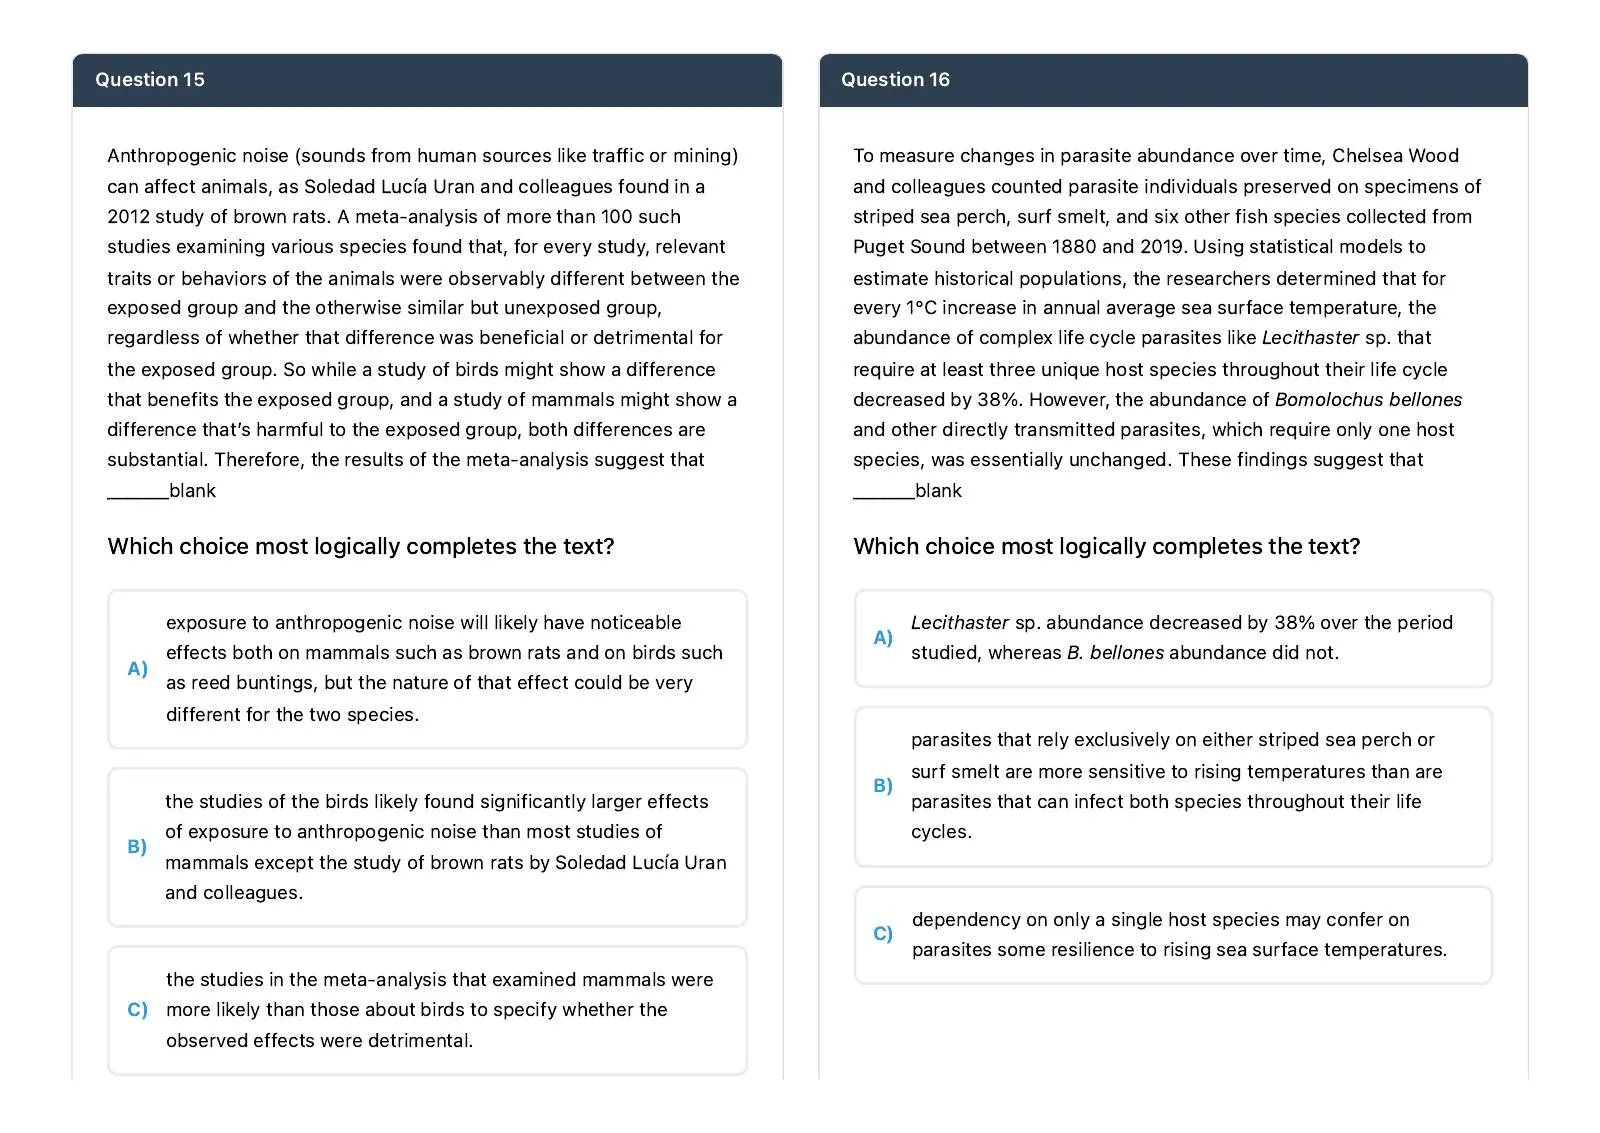 Question 15
Anthropogenic noise (sounds from human sources like traffic or mining)
can affect animals, as Soledad Lucía Uran and colleagues found in a
2012 study of brown rats. A meta-analysis of more than 100 such
studies examining various species found that, for every study, relevant
traits or behaviors of the animals were observably different between the
exposed group and the otherwise similar but unexposed group,
regardless of whether that difference was beneficial or detrimental for
the exposed group. So while a study of birds might show a difference
that benefits the exposed group, and a study of mammals might show a
difference that’s harmful to the exposed group, both differences are
substantial. Therefore, the results of the meta-analysis suggest that
______blank
Which choice most logically completes the text?
A)
exposure to anthropogenic noise will likely have noticeable
effects both on mammals such as brown rats and on birds such
as reed buntings, but the nature of that effect could be very
different for the two species.
B)
the studies of the birds likely found significantly larger effects
of exposure to anthropogenic noise than most studies of
mammals except the study of brown rats by Soledad Lucía Uran
and colleagues.
C)
the studies in the meta-analysis that examined mammals were
more likely than those about birds to specify whether the
observed effects were detrimental.
Question 16
To measure changes in parasite abundance over time, Chelsea Wood
and colleagues counted parasite individuals preserved on specimens of
striped sea perch, surf smelt, and six other fish species collected from
Puget Sound between 1880 and 2019. Using statistical models to
estimate historical populations, the researchers determined that for
every 1°C increase in annual average sea surface temperature, the
abundance of complex life cycle parasites like Lecithaster sp. that
require at least three unique host species throughout their life cycle
decreased by 38%. However, the abundance of Bomolochus bellones
and other directly transmitted parasites, which require only one host
species, was essentially unchanged. These findings suggest that
______blank
Which choice most logically completes the text?
A)
Lecithaster sp. abundance decreased by 38% over the period
studied, whereas B. bellones abundance did not.
B)
parasites that rely exclusively on either striped sea perch or
surf smelt are more sensitive to rising temperatures than are
parasites that can infect both species throughout their life
cycles.
C)
dependency on only a single host species may confer on
parasites some resilience to rising sea surface temperatures.